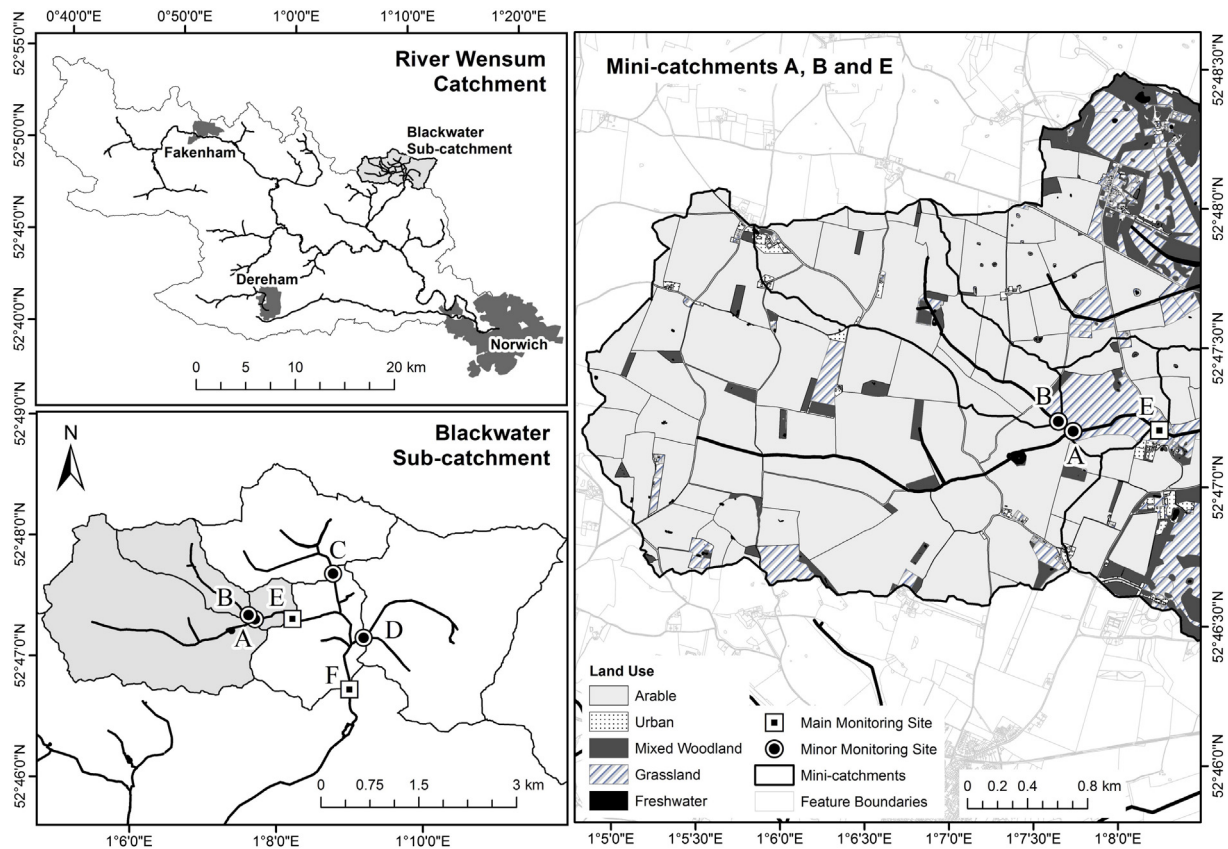 0°40'0"E 0°50'0"E 1°0'0"E 1°10'0"E 1°20'0"E
52°55'0"N
52°50'0"N
52°45'0"N
52°40'0"N
River Wensum
Catchment
Blackwater
Sub-catchment
Fakenham
Dereham
Norwich
0 5 10 20 km
52°49'0"N
52°48'0"N
52°47'0"N
52°46'0"N
N
Blackwater
Sub-catchment
C
B
E
A
D
F
0 0.75 1.5 3 km
1°6'0"E 1°8'0"E 1°10'0"E
Mini-catchments A, B and E
B
E
A
Land Use
Arable
Urban
Mixed Woodland
Grassland
Freshwater
Main Monitoring Site
Minor Monitoring Site
Mini-catchments
Feature Boundaries
0 0.2 0.4 0.8 km
52°48'30"N
52°48'0"N
52°47'30"N
52°47'0"N
52°46'30"N
52°46'0"N
1°5'0"E 1°5'30"E 1°6'0"E 1°6'30"E 1°7'0"E 1°7'30"E 1°8'0"E